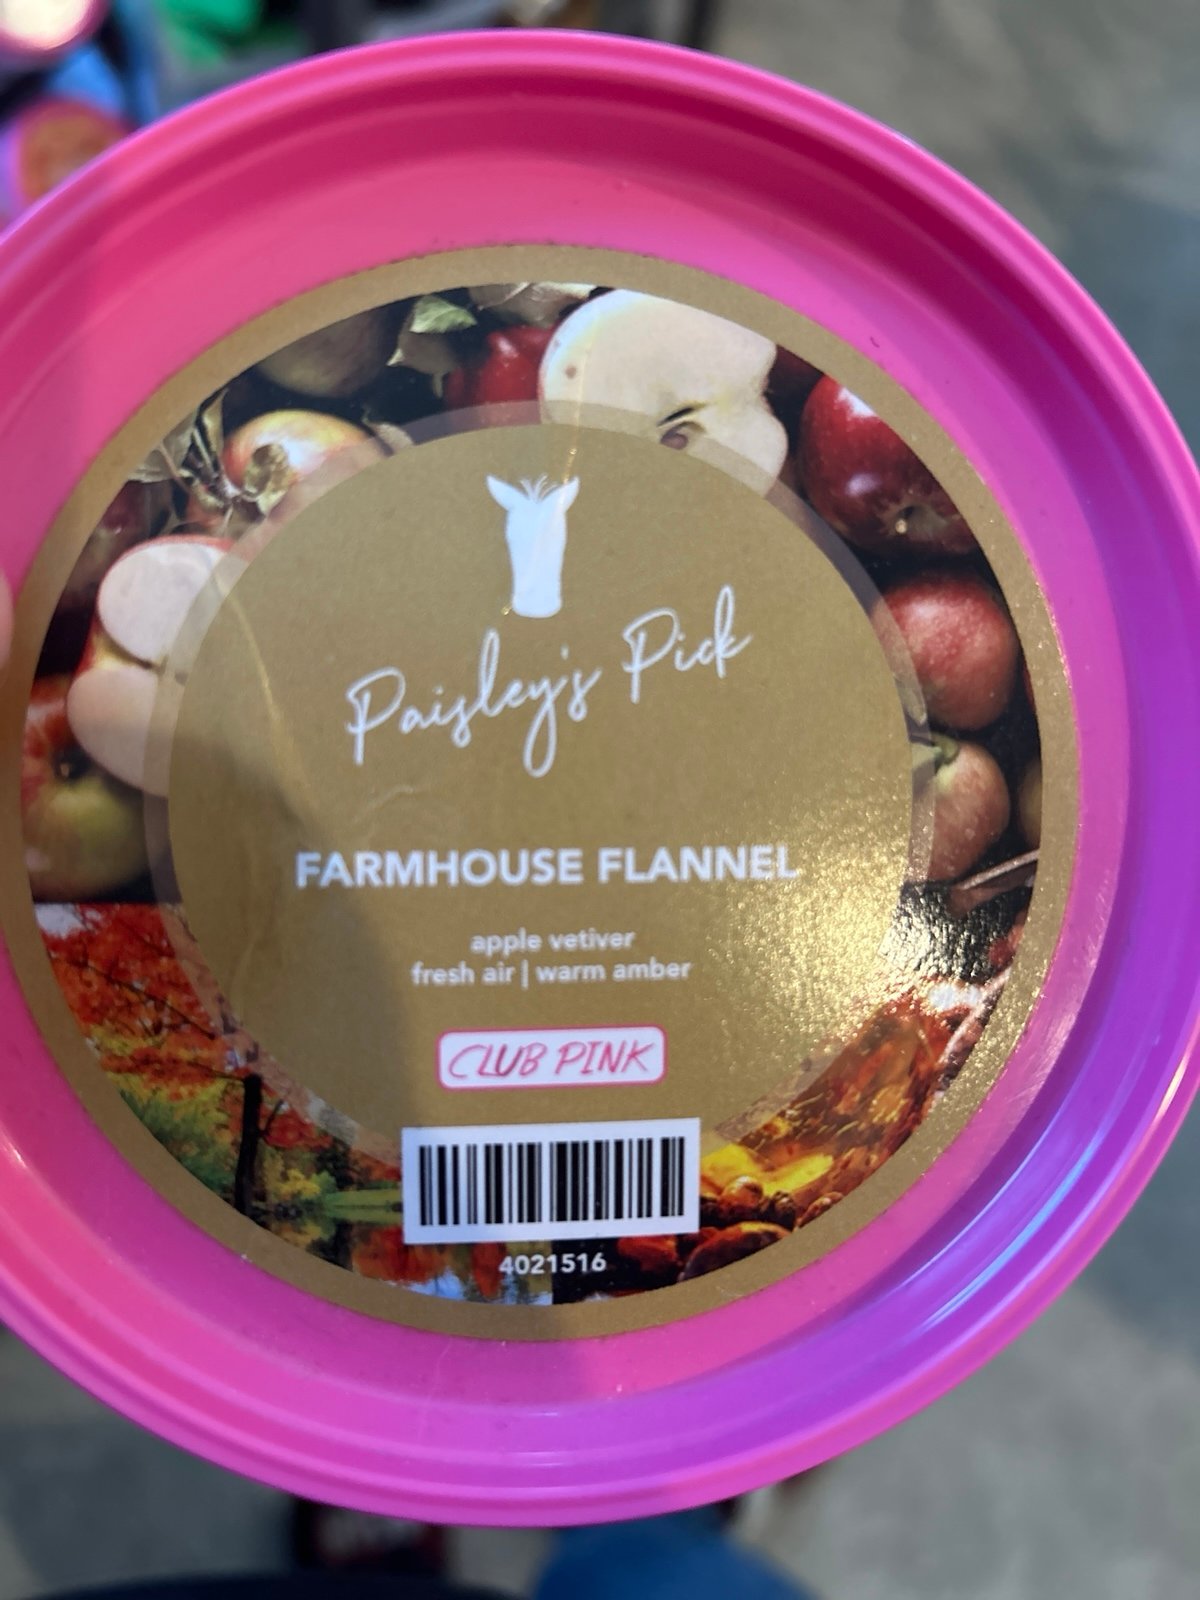 Paisley's Pick
FARMHOUSE FLANNEL
apple vetiver
fresh air | warm amber
CLUB PINK
4021516